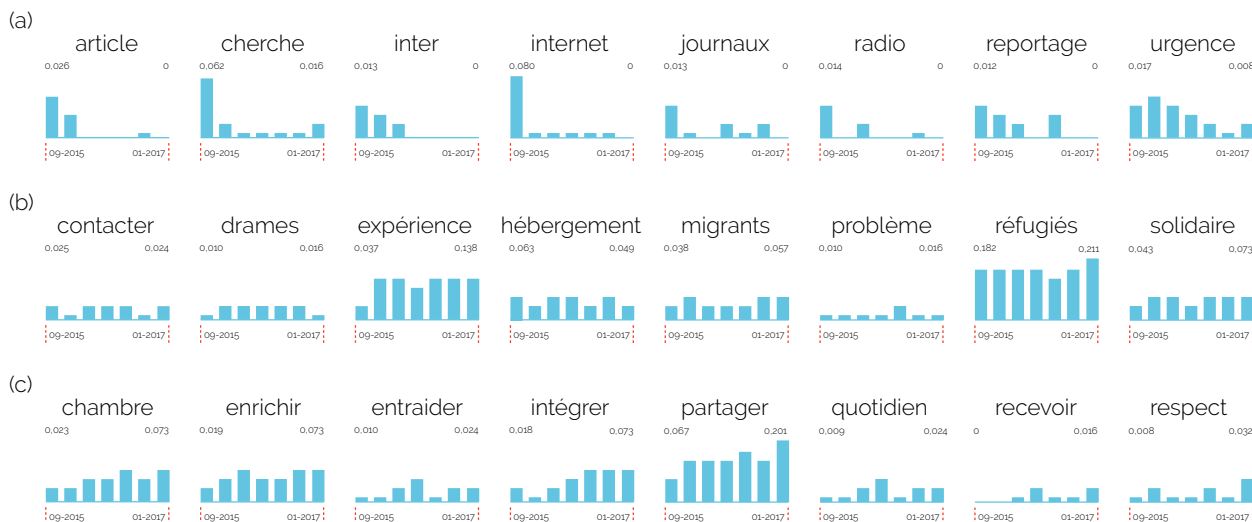 (a)
article cherche inter internet journaux radio reportage urgence
0,026 0 0,062 0,016 0,013 0 0,080 0 0,013 0 0,014 0 0,012 0 0,017 0,008
09-2015 01-2017 09-2015 01-2017 09-2015 01-2017 09-2015 01-2017 09-2015 01-2017 09-2015 01-2017 09-2015 01-2017 09-2015 01-2017
(b)
contacter drames expérience hébergement migrants problème réfugiés solidaire
0,025 0,024 0,010 0,016 0,037 0,138 0,063 0,049 0,038 0,057 0,010 0,016 0,182 0,211 0,043 0,073
09-2015 01-2017 09-2015 01-2017 09-2015 01-2017 09-2015 01-2017 09-2015 01-2017 09-2015 01-2017 09-2015 01-2017 09-2015 01-2017
(c)
chambre enrichir entraider intégrer partager quotidien recevoir respect
0,023 0,073 0,019 0,073 0,010 0,024 0,018 0,073 0,067 0,201 0,009 0,024 0 0,016 0,008 0,032
09-2015 01-2017 09-2015 01-2017 09-2015 01-2017 09-2015 01-2017 09-2015 01-2017 09-2015 01-2017 09-2015 01-2017 09-2015 01-2017